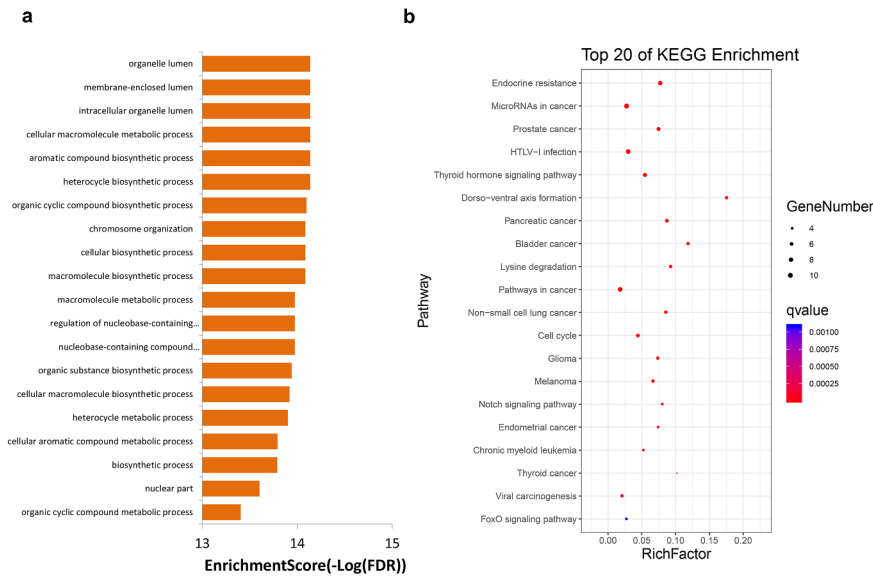 a
organelle lumen
membrane-enclosed lumen
intracellular organelle lumen
cellular macromolecule metabolic process
aromatic compound biosynthetic process
heterocycle biosynthetic process
organic cyclic compound biosynthetic process
chromosome organization
cellular biosynthetic process
macromolecule biosynthetic process
macromolecule metabolic process
regulation of nucleobase-containing...
nucleobase-containing compound...
organic substance biosynthetic process
cellular macromolecule biosynthetic process
heterocycle metabolic process
cellular aromatic compound metabolic process
biosynthetic process
nuclear part
organic cyclic compound metabolic process
13 14 15
EnrichmentScore(-Log(FDR))
b
Top 20 of KEGG Enrichment
Pathway
Endocrine resistance
MicroRNAs in cancer
Prostate cancer
HTLV−I infection
Thyroid hormone signaling pathway
Dorso−ventral axis formation
Pancreatic cancer
Bladder cancer
Lysine degradation
Pathways in cancer
Non−small cell lung cancer
Cell cycle
Glioma
Melanoma
Notch signaling pathway
Endometrial cancer
Chronic myeloid leukemia
Thyroid cancer
Viral carcinogenesis
FoxO signaling pathway
0.00 0.05 0.10 0.15 0.20
RichFactor
GeneNumber
4
6
8
10
qvalue
0.00100
0.00075
0.00050
0.00025